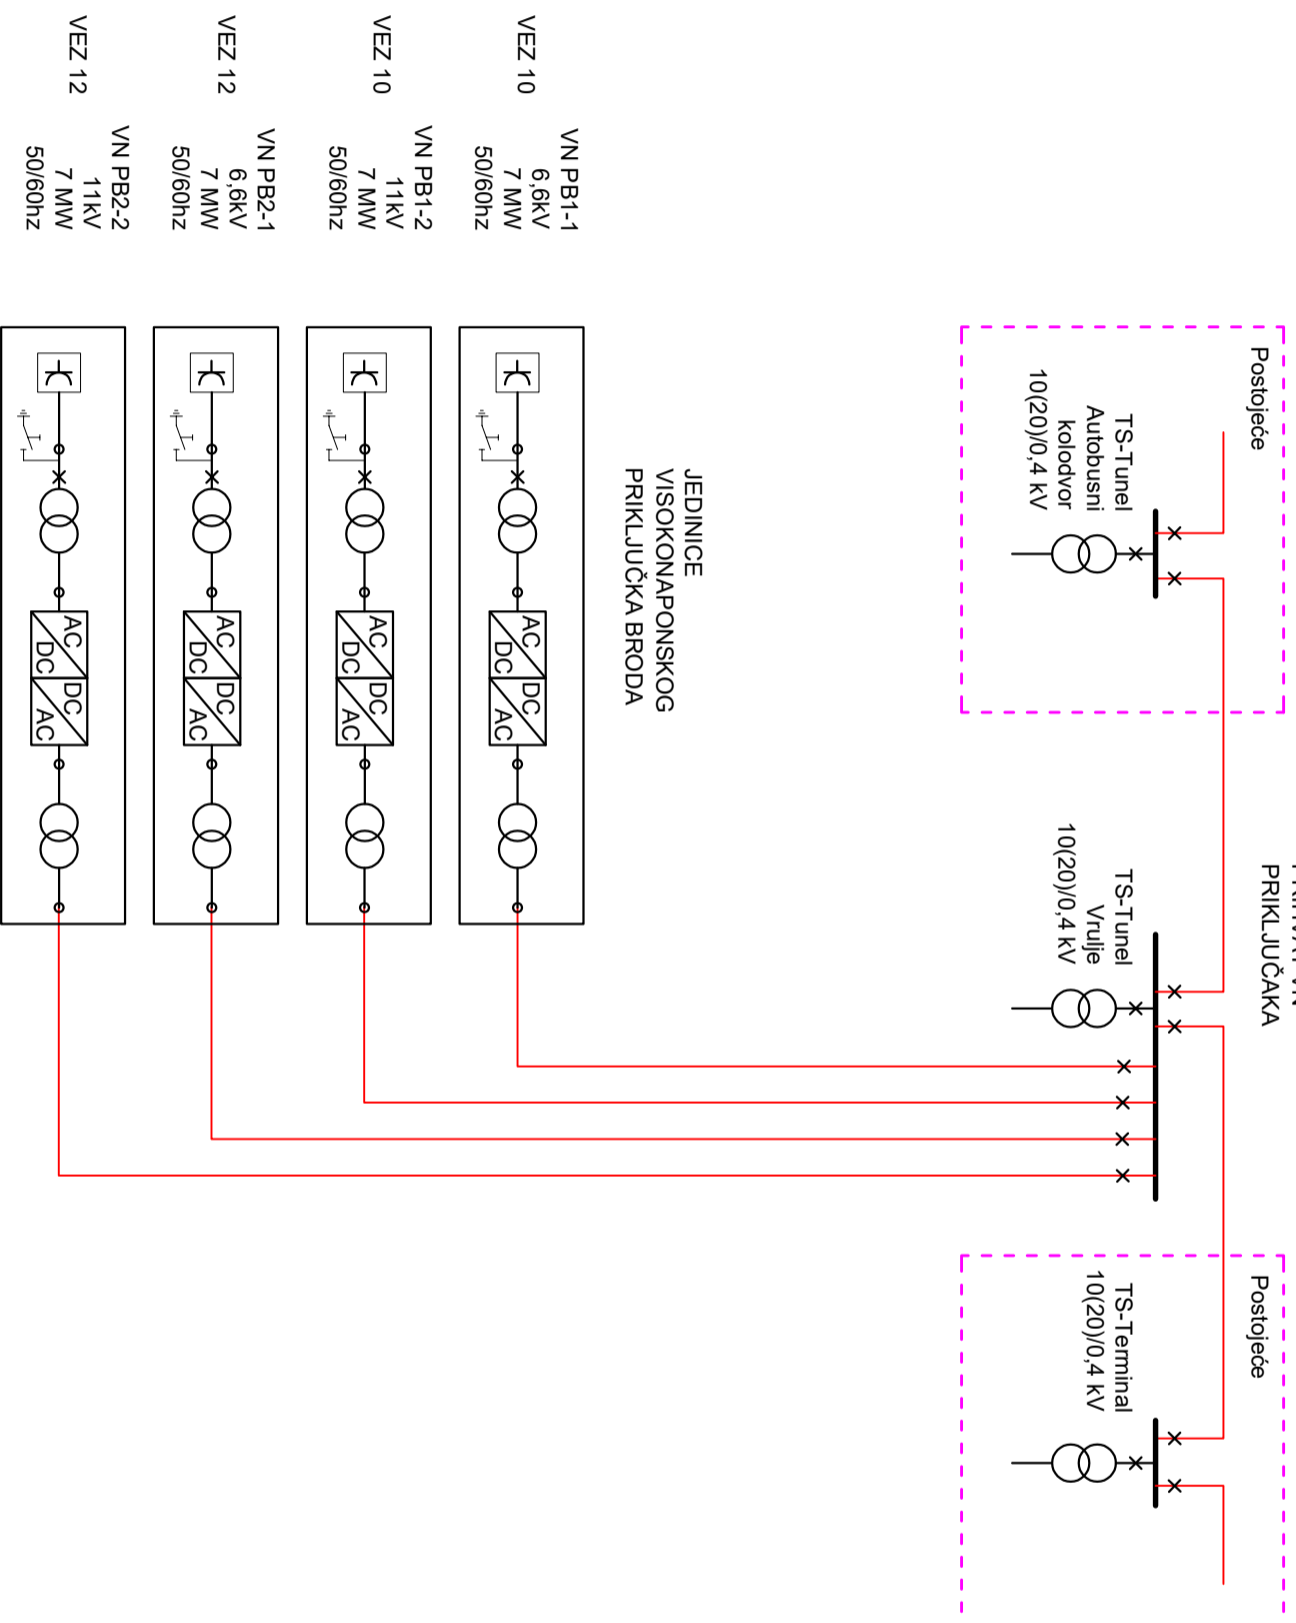 PRIKLJUČAKA
Postojeće
Postojeće
TS-Tunel
Autobusni
kolodvor
10(20)/0,4 kV
TS-Tunel
Vrulje
10(20)/0,4 kV
TS-Terminal
10(20)/0,4 kV
JEDINICE
VISOKONAPONSKOG
PRIKLJUČKA BRODA
VEZ 10
VN PB1-1
6,6kV
7 MW
50/60hz
AC
DC
DC
AC
VEZ 10
VN PB1-2
11kV
7 MW
50/60hz
AC
DC
DC
AC
VEZ 12
VN PB2-1
6,6kV
7 MW
50/60hz
AC
DC
DC
AC
VEZ 12
VN PB2-2
11kV
7 MW
50/60hz
AC
DC
DC
AC